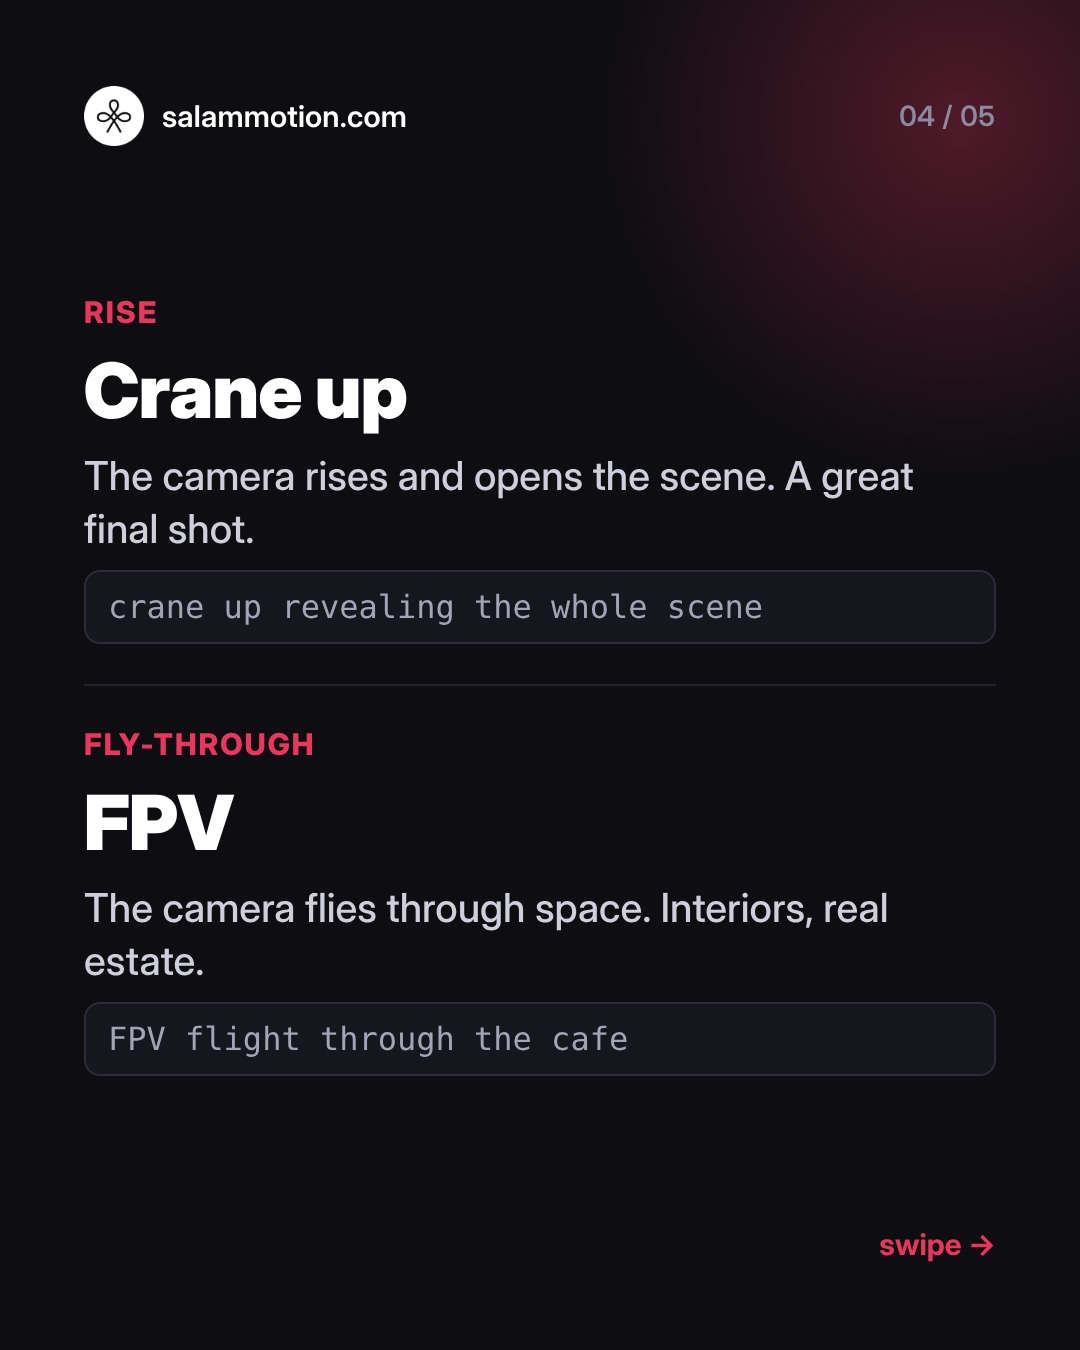 salammotion.com
04 / 05
RISE
Crane up
The camera rises and opens the scene. A great
final shot.
crane up revealing the whole scene
FLY-THROUGH
FPV
The camera flies through space. Interiors, real
estate.
FPV flight through the cafe
swipe →